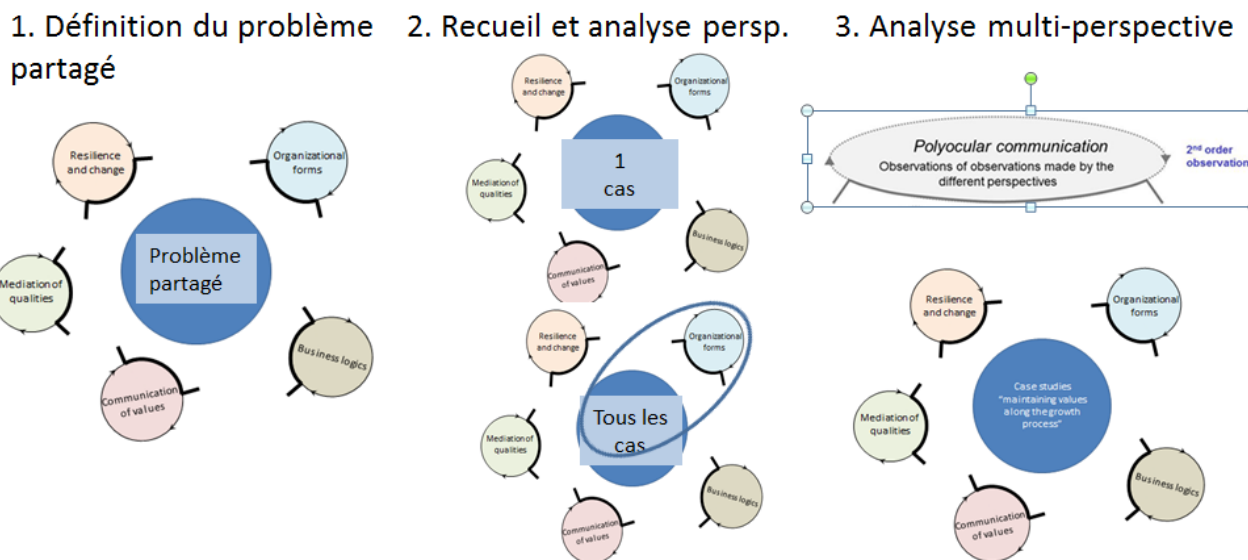 1. Définition du problème
partagé
Resilience
and change
Organizational
forms
Problème
partagé
Mediation of
qualities
Business logics
Communication
of values
2. Recueil et analyse persp.
Resilience
and change
Organizational
forms
1
cas
Mediation of
qualities
Business logics
Communication
of values
Resilience
and change
Organizational
forms
Tous les
cas
Mediation of
qualities
Business logics
Communication
of values
3. Analyse multi-perspective
Polyocular communication
Observations of observations made by the
different perspectives
2nd order
observation
Resilience
and change
Organizational
forms
Case studies
"maintaining values
along the growth
process"
Mediation of
qualities
Business logics
Communication
of values